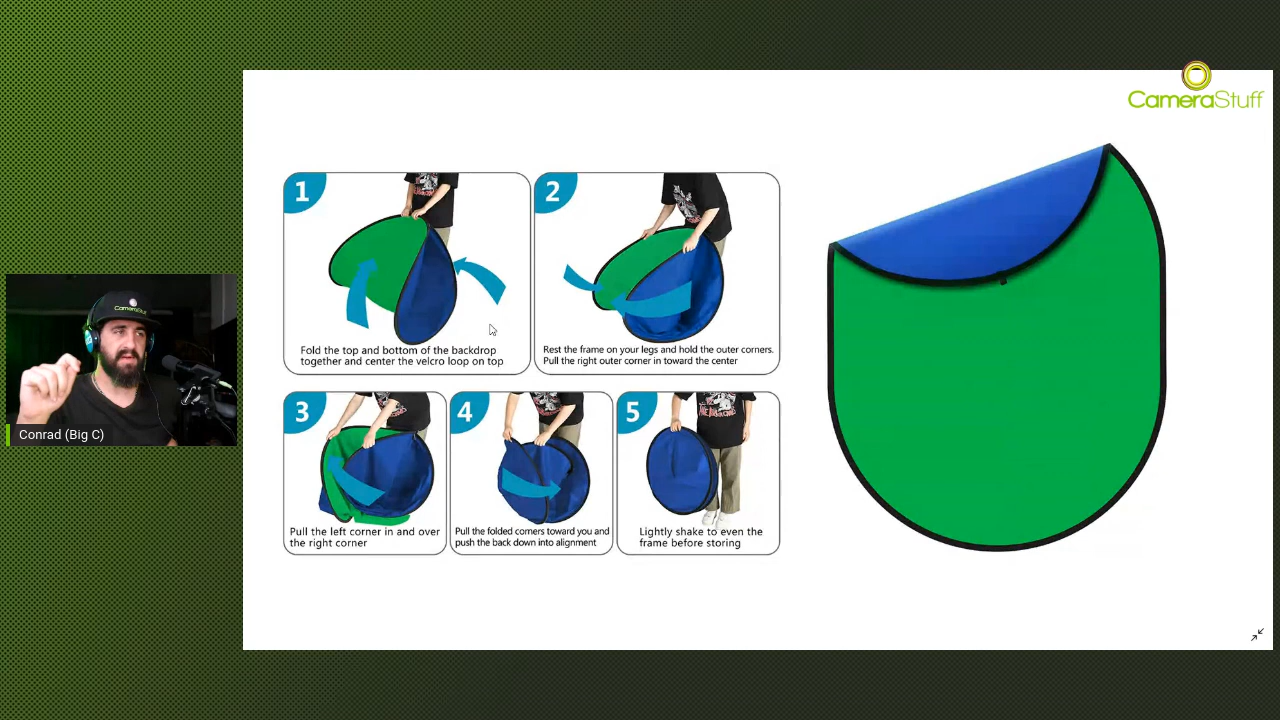 CameraStuff
1
Fold the top and bottom of the backdrop
together and center the velcro loop on top
2
Rest the frame on your legs and hold the outer corners.
Pull the right outer corner in toward the center
3
Pull the left corner in and over
the right corner
4
Pull the folded corners toward you and
push the back down into alignment
5
Lightly shake to even the
frame before storing
CameraStuff
Conrad (Big C)